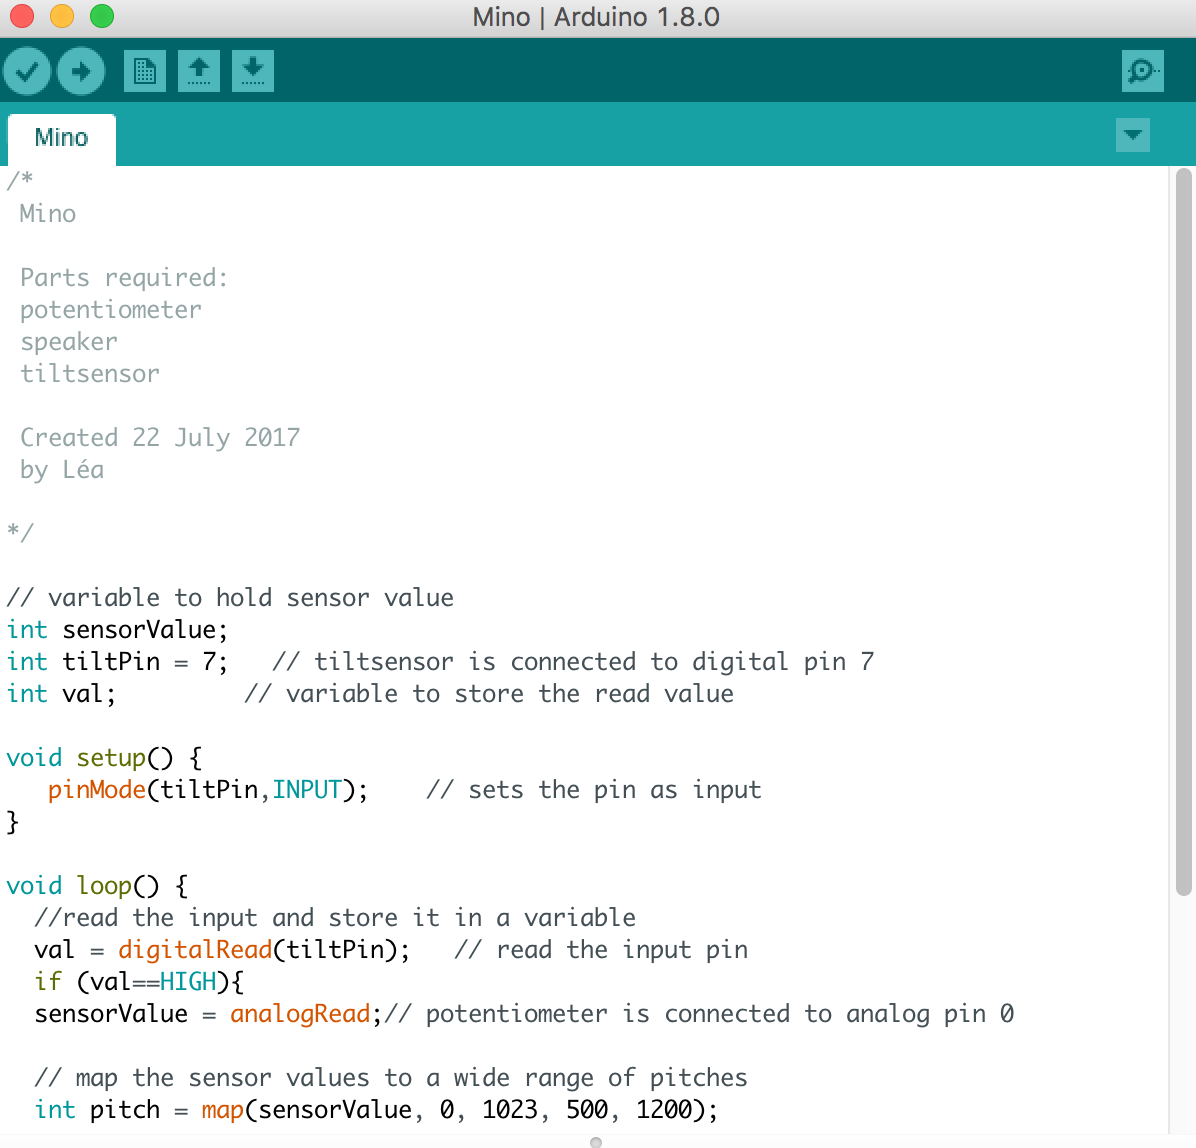 Mino | Arduino 1.8.0
Mino
/*
Mino
Parts required:
potentiometer
speaker
tiltsensor
Created 22 July 2017
by Léa
*/
// variable to hold sensor value
int sensorValue;
int tiltPin = 7;   // tiltsensor is connected to digital pin 7
int val;         // variable to store the read value
void setup() {
   pinMode(tiltPin,INPUT);    // sets the pin as input
}
void loop() {
  //read the input and store it in a variable
  val = digitalRead(tiltPin);   // read the input pin
  if (val==HIGH){
  sensorValue = analogRead;// potentiometer is connected to analog pin 0
  // map the sensor values to a wide range of pitches
  int pitch = map(sensorValue, 0, 1023, 500, 1200);